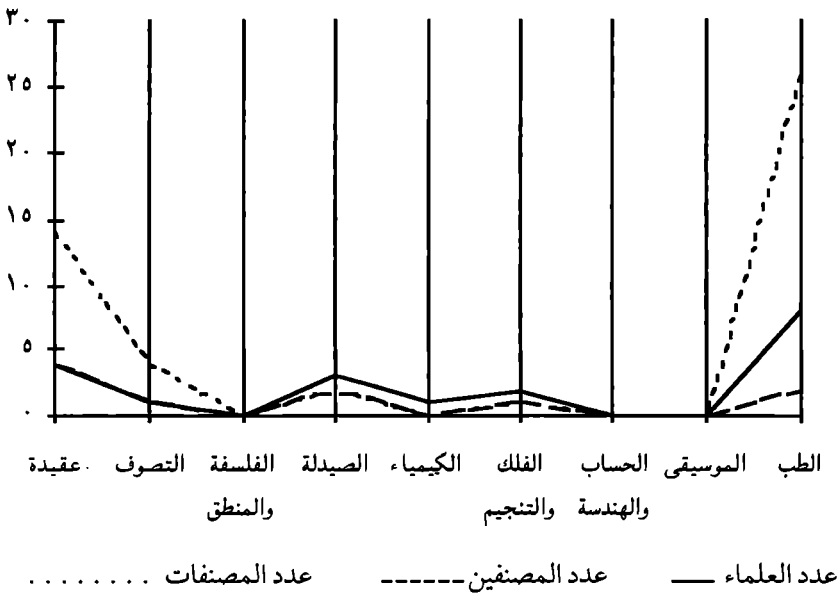 ٣٠
٢٥
٢٠
١٥
١٠
٥
٠
عقيدة التصوف الفلسفة الصيدلة الكيمياء الفلك الحساب الموسيقى الطب
والمنطق والتنجيم والهندسة
عدد العلماء عدد المصنفين عدد المصنفات